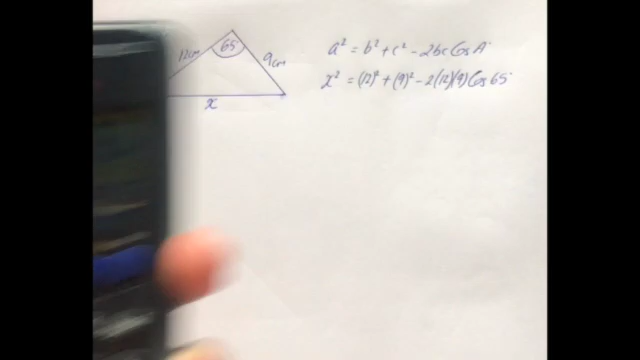 12cm
65
9cm
x
a² = b² + c² - 2bc Cos A
x² = (12)² + (9)² - 2(12)(9) Cos 65°